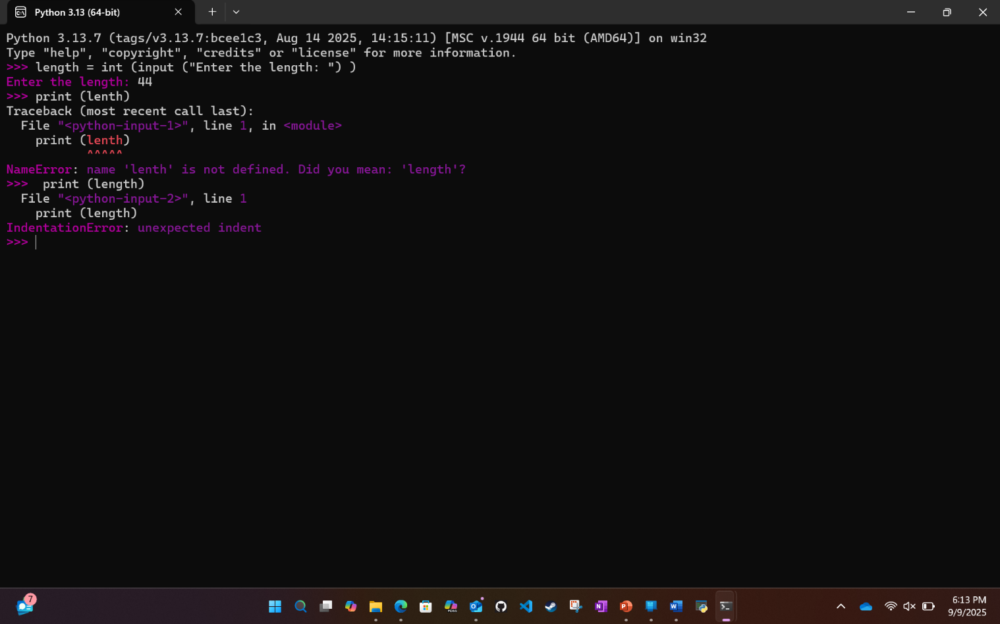 Python 3.13 (64-bit)
Python 3.13.7 (tags/v3.13.7:bcee1c3, Aug 14 2025, 14:15:11) [MSC v.1944 64 bit (AMD64)] on win32
Type "help", "copyright", "credits" or "license" for more information.
>>> length = int (input ("Enter the length: ") )
Enter the length: 44
>>> print (lenth)
Traceback (most recent call last):
  File "<python-input-1>", line 1, in <module>
    print (lenth)
           ^^^^^
NameError: name 'lenth' is not defined. Did you mean: 'length'?
>>>  print (length)
  File "<python-input-2>", line 1
    print (length)
IndentationError: unexpected indent
>>>
7
M365
6:13 PM
9/9/2025